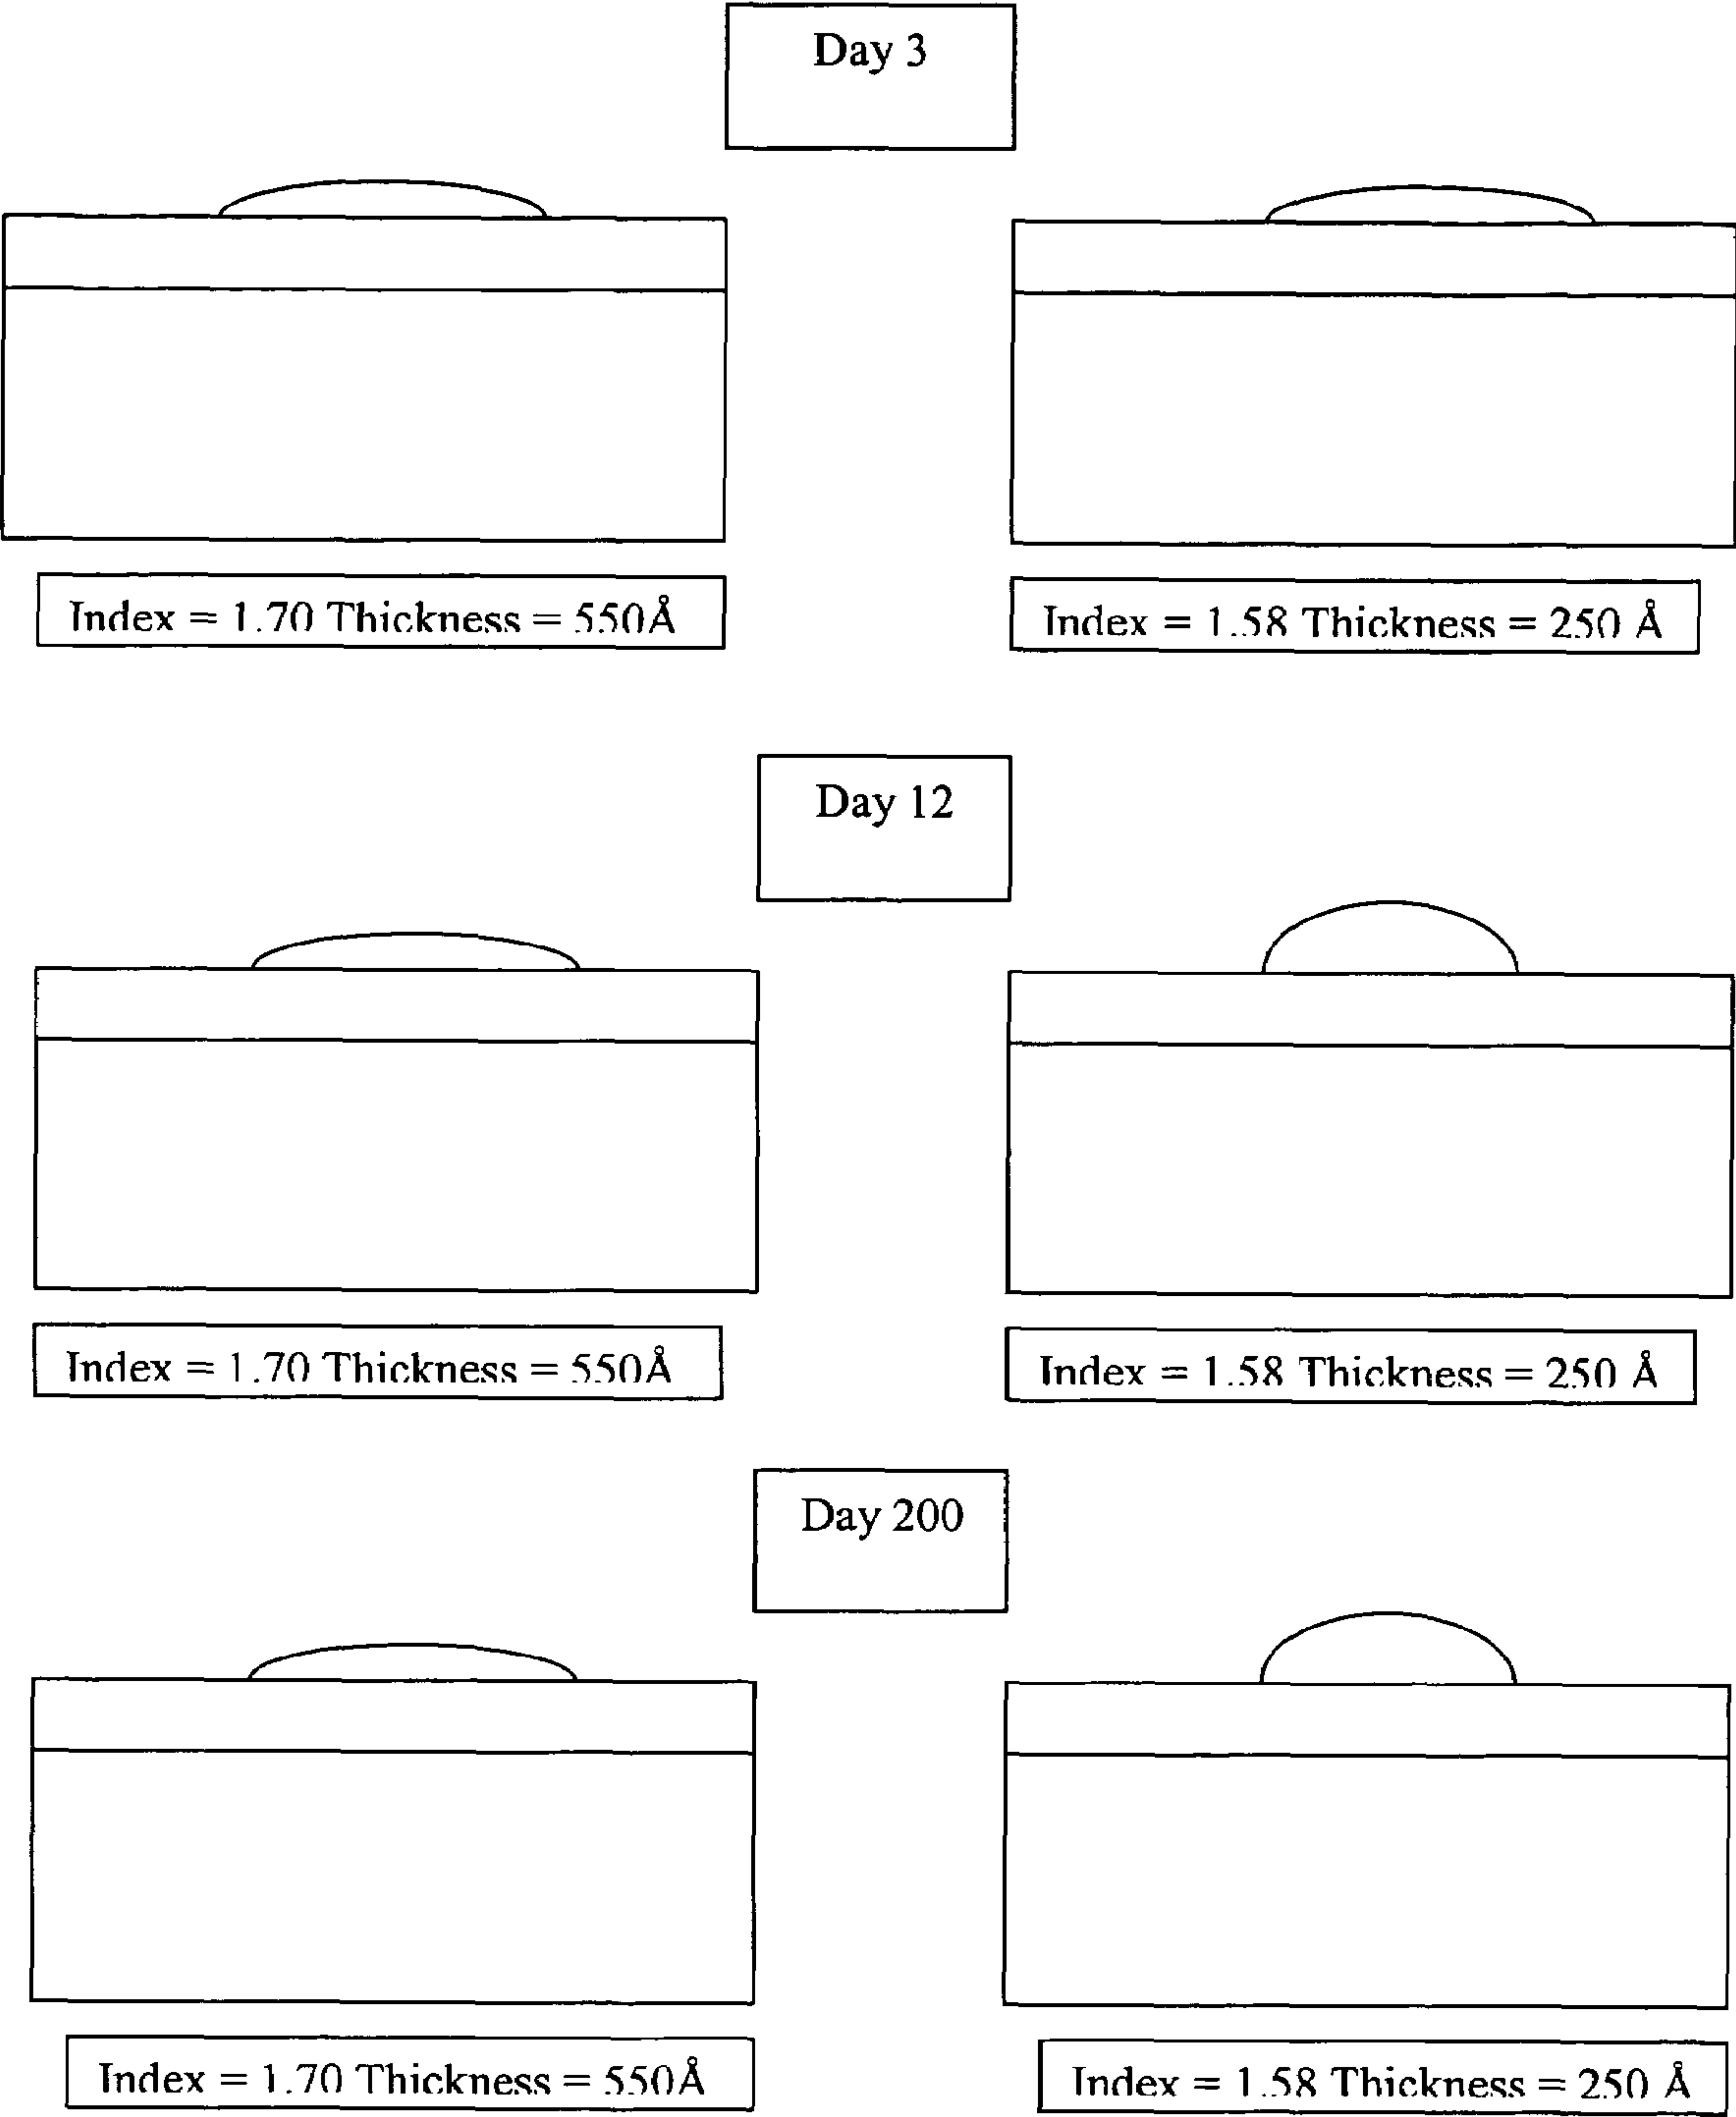 Day 3
Index = 1.70 Thickness = 550Å
Index = 1.58 Thickness = 250 Å
Day 12
Index = 1.70 Thickness = 550Å
Index = 1.58 Thickness = 250 Å
Day 200
Index = 1.70 Thickness = 550Å
Index = 1.58 Thickness = 250 Å